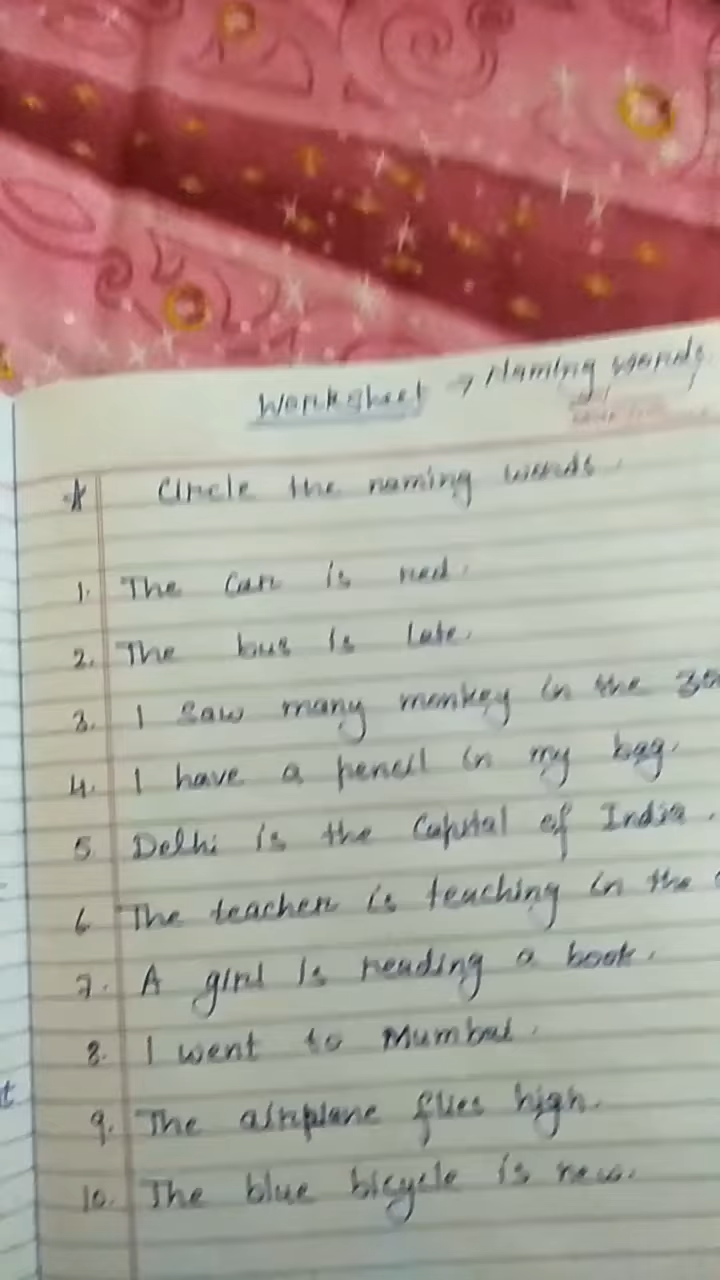 Worksheet → Naming words
* Circle the naming words.
1. The car is red.
2. The bus is late.
3. I saw many monkey in the
4. I have a pencil in my bag.
5. Delhi is the capital of India.
6. The teacher is teaching in the
7. A girl is reading a book.
8. I went to Mumbai.
9. The airplane flies high.
10. The blue bicycle is new.